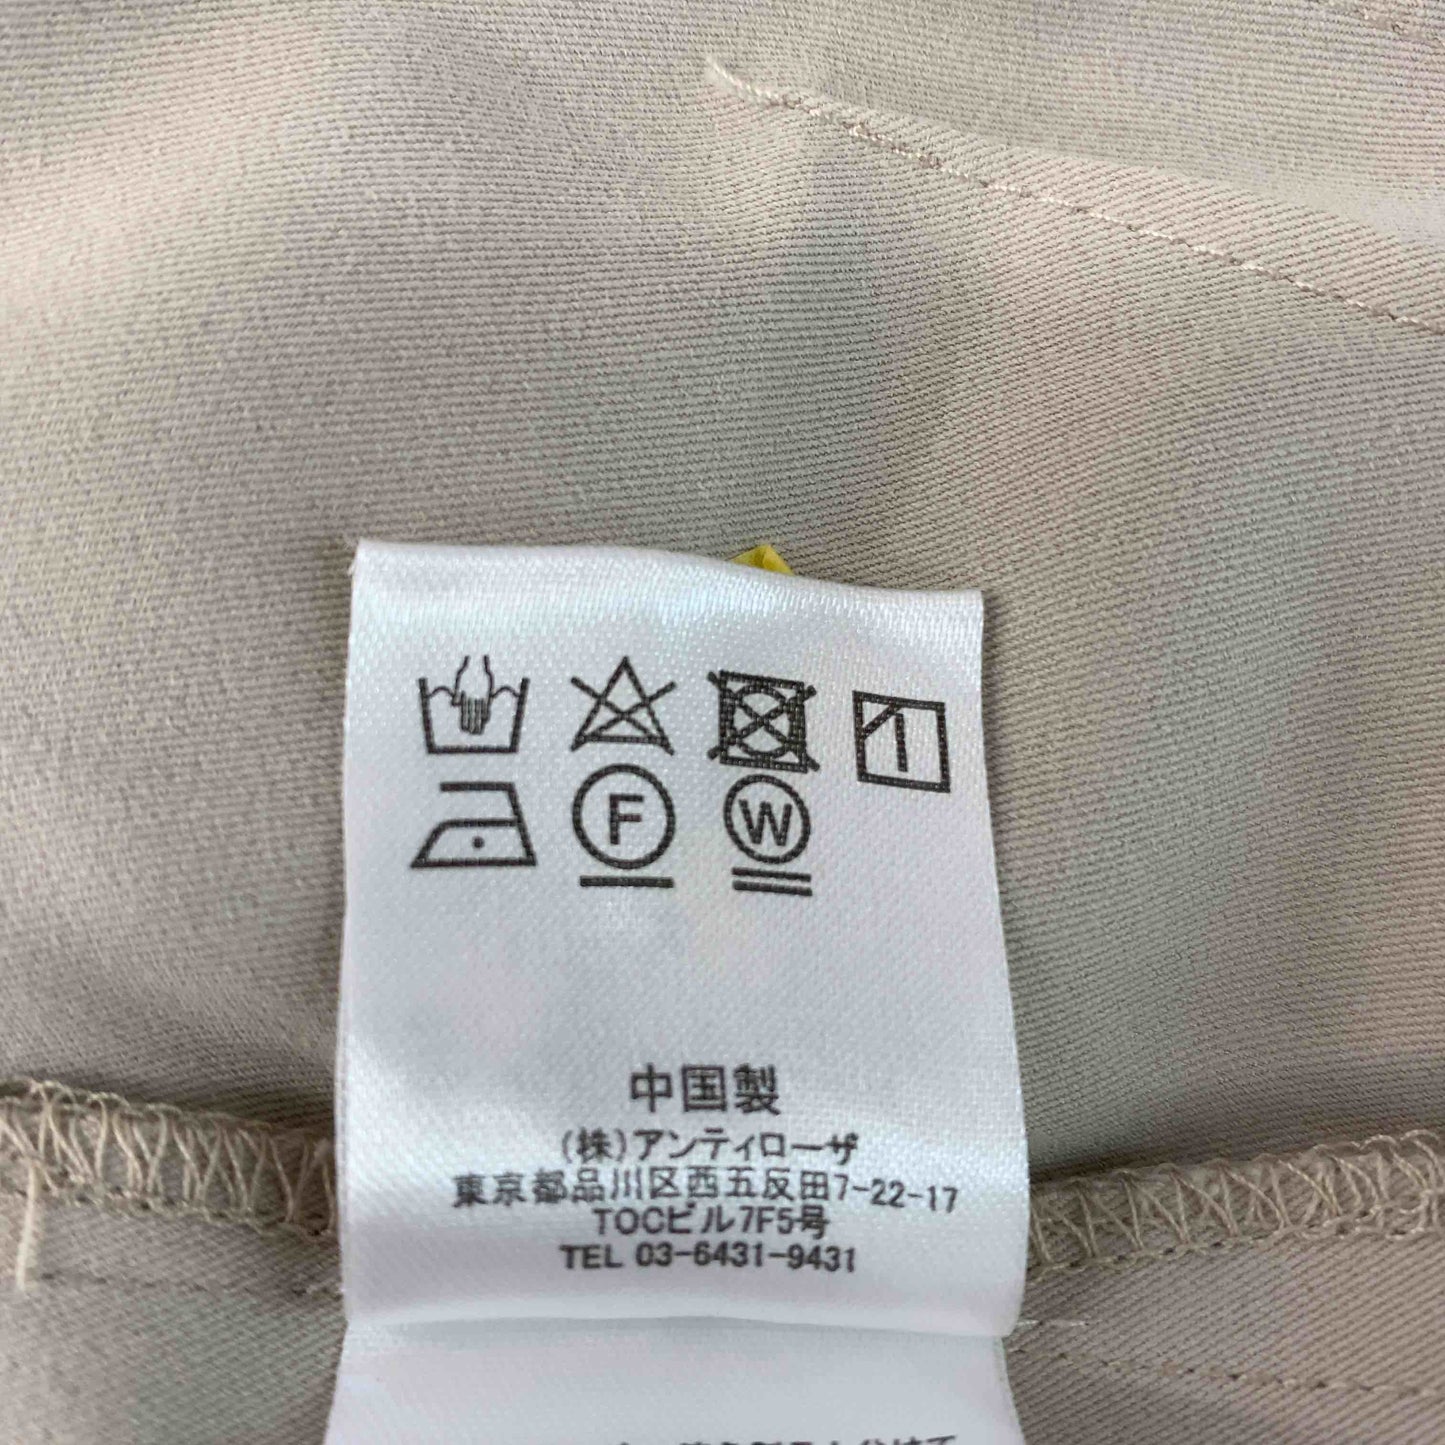 F W
中国製
(株)アンティローザ
東京都品川区西五反田7-22-17
TOCビル7F5号
TEL 03-6431-9431